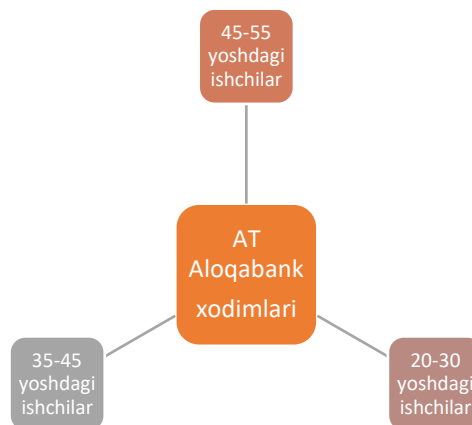 45-55
yoshdagi
ishchilar
AT
Aloqabank
xodimlari
35-45
yoshdagi
ishchilar
20-30
yoshdagi
ishchilar